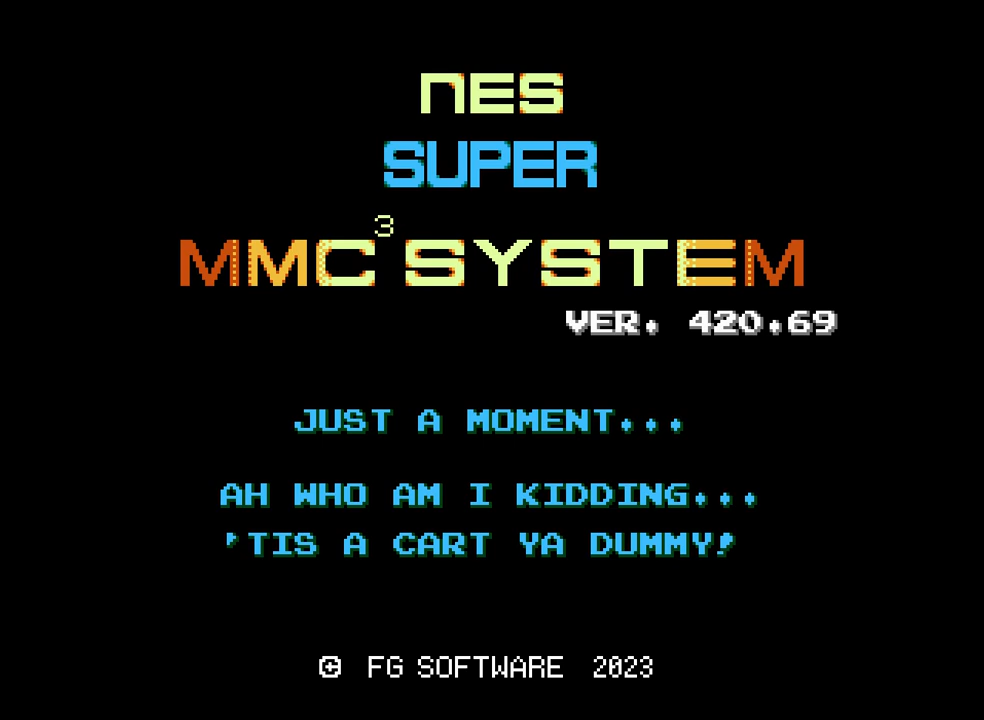 NES
SUPER
MMC³ SYSTEM
VER. 420.69
JUST A MOMENT...
AH WHO AM I KIDDING...
'TIS A CART YA DUMMY!
© FG SOFTWARE 2023